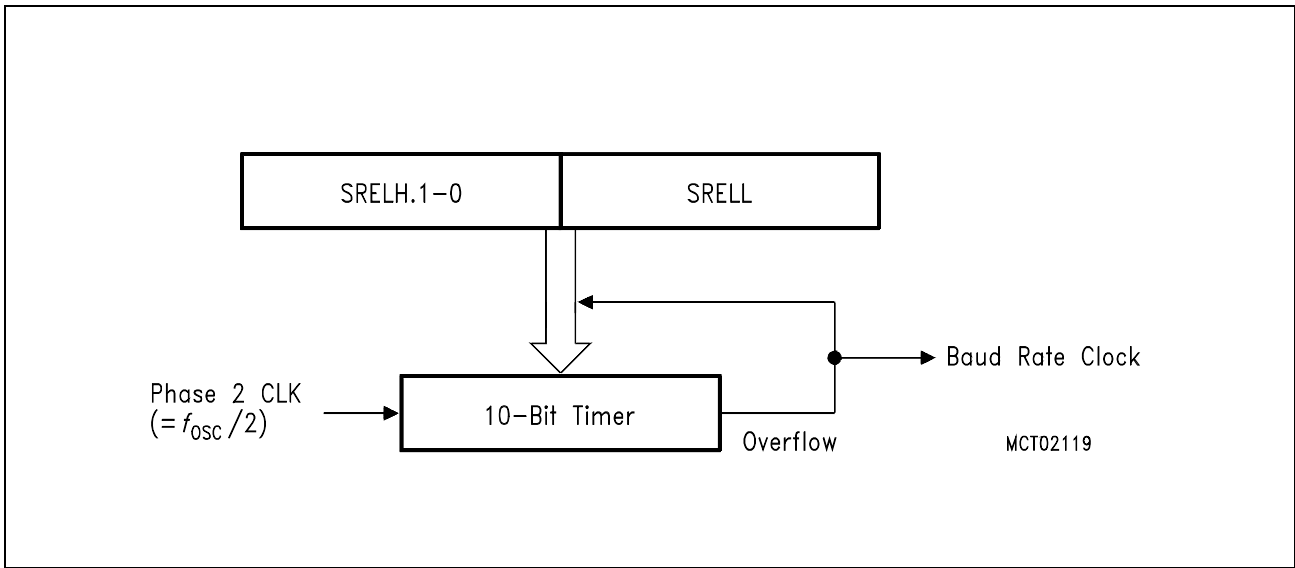 SRELH.1-0
SRELL
Baud Rate Clock
Phase 2 CLK
(= fOSC/2)
10-Bit Timer
Overflow
MCT02119